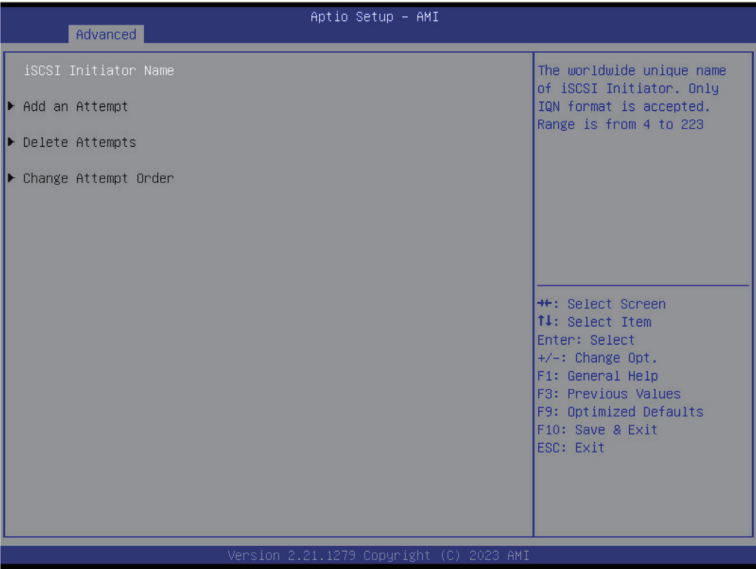 Aptio Setup – AMI
Advanced
iSCSI Initiator Name
▶ Add an Attempt
▶ Delete Attempts
▶ Change Attempt Order
The worldwide unique name
of iSCSI Initiator. Only
IQN format is accepted.
Range is from 4 to 223
→←: Select Screen
↑↓: Select Item
Enter: Select
+/-: Change Opt.
F1: General Help
F3: Previous Values
F9: Optimized Defaults
F10: Save & Exit
ESC: Exit
Version 2.21.1279 Copyright (C) 2023 AMI